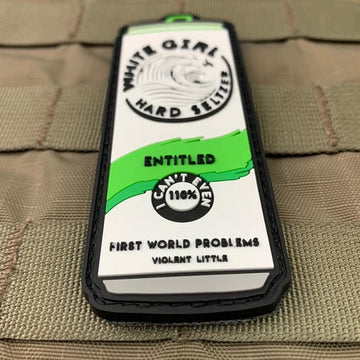 WHITE GIRL
HARD SELTZER
ENTITLED
I CAN'T EVEN
110%
FIRST WORLD PROBLEMS
VIOLENT LITTLE